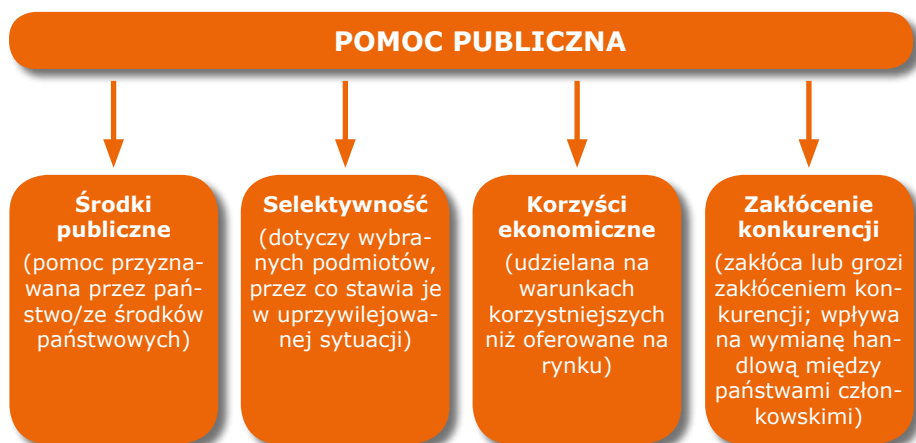 POMOC PUBLICZNA
Środki
publiczne
(pomoc przyzna-
wana przez pań-
stwo/ze środków
państwowych)
Selektywność
(dotyczy wybra-
nych podmiotów,
przez co stawia je
w uprzywilejowa-
nej sytuacji)
Korzyści
ekonomiczne
(udzielana na
warunkach
korzystniejszych
niż oferowane na
rynku)
Zakłócenie
konkurencji
(zakłóca lub grozi
zakłóceniem kon-
kurencji; wpływa
na wymianę han-
dlową między
państwami człon-
kowskimi)